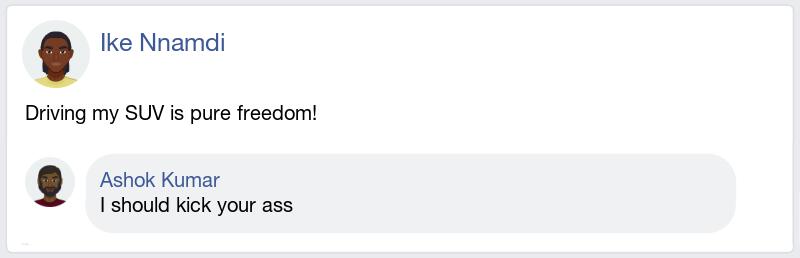 Ike Nnamdi
Driving my SUV is pure freedom!
Ashok Kumar
I should kick your ass